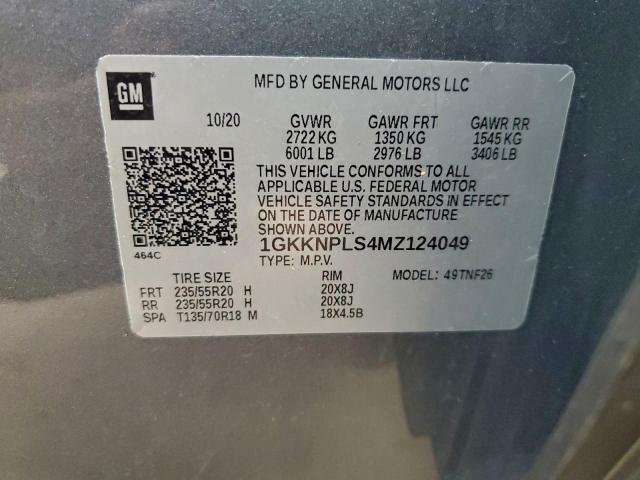 GM
MFD BY GENERAL MOTORS LLC
10/20 GVWR GAWR FRT GAWR RR
2722 KG 1350 KG 1545 KG
6001 LB 2976 LB 3406 LB
THIS VEHICLE CONFORMS TO ALL
APPLICABLE U.S. FEDERAL MOTOR
VEHICLE SAFETY STANDARDS IN EFFECT
ON THE DATE OF MANUFACTURE
SHOWN ABOVE.
464C
1GKKNPLS4MZ124049
TYPE: M.P.V. MODEL: 49TNF26
TIRE SIZE RIM
FRT 235/55R20 H 20X8J
RR 235/55R20 H 20X8J
SPA T135/70R18 M 18X4.5B